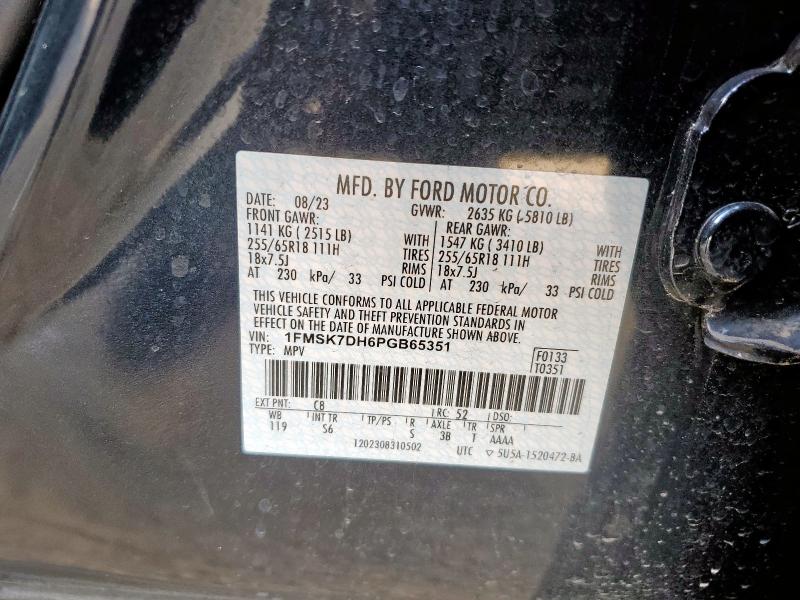 MFD. BY FORD MOTOR CO.
DATE: 08/23 GVWR: 2635 KG ( 5810 LB)
FRONT GAWR: REAR GAWR:
1141 KG ( 2515 LB) WITH 1547 KG ( 3410 LB) WITH
255/65R18 111H TIRES 255/65R18 111H TIRES
18x7.5J RIMS 18x7.5J RIMS
AT 230 kPa/ 33 PSI COLD AT 230 kPa/ 33 PSI COLD
THIS VEHICLE CONFORMS TO ALL APPLICABLE FEDERAL MOTOR
VEHICLE SAFETY AND THEFT PREVENTION STANDARDS IN
EFFECT ON THE DATE OF MANUFACTURE SHOWN ABOVE.
VIN: 1FMSK7DH6PGB65351
TYPE: MPV
F0133
T0351
EXT PNT: C8 RC: 52 DSO:
WB INT TR TP/PS R AXLE TR SPR
119 S6 S 3B T AAAA
1202308310502 UTC ▽ 5U5A-1520472-BA